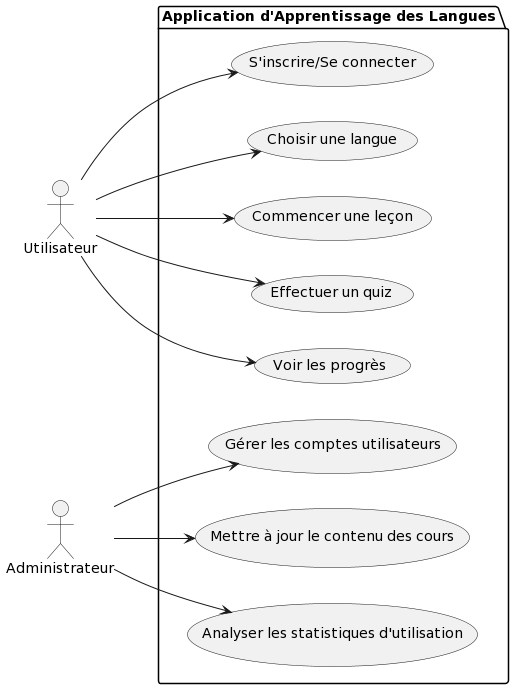 Application d'Apprentissage des Langues
S'inscrire/Se connecter
Choisir une langue
Commencer une leçon
Effectuer un quiz
Voir les progrès
Utilisateur
Gérer les comptes utilisateurs
Mettre à jour le contenu des cours
Analyser les statistiques d'utilisation
Administrateur